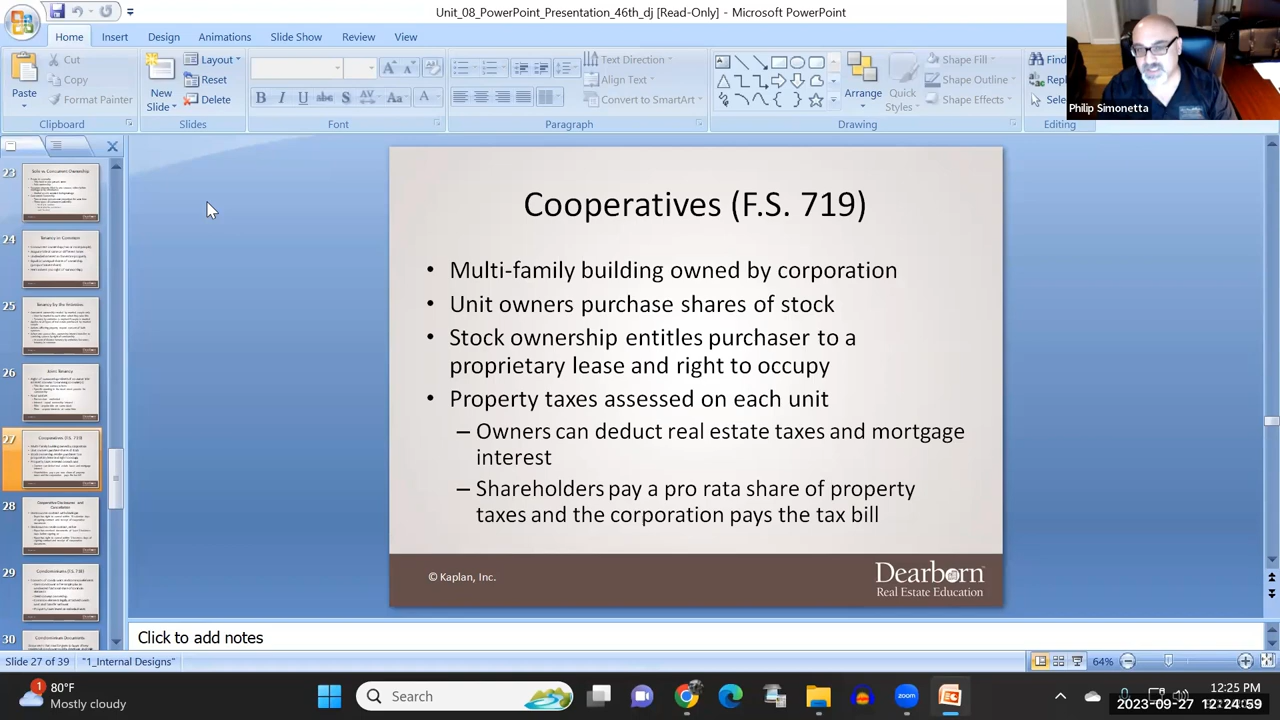 Unit_08_PowerPoint_Presentation_46th_dj [Read-Only] - Microsoft PowerPoint
Home Insert Design Animations Slide Show Review View
Paste
Cut
Copy
Format Painter
Clipboard
New Slide
Layout
Reset
Delete
Slides
B I U abc S
Font
Text Direction
Align Text
Convert to SmartArt
Paragraph
Arrange
Quick Styles
Shape Fill
Shape Outline
Shape Effects
Drawing
Find
Repl
Sele
Editing
Philip Simonetta
23
24
25
26
27
28
29
30
Cooperatives (F.S. 719)
• Multi-family building owned by corporation
• Unit owners purchase shares of stock
• Stock ownership entitles purchaser to a
proprietary lease and right to occupy
• Property taxes assessed on each unit
– Owners can deduct real estate taxes and mortgage
interest
– Shareholders pay a pro rata share of property
taxes and the corporation pays the tax bill
© Kaplan, Inc.
Dearborn
Real Estate Education
Click to add notes
Slide 27 of 39 "1_Internal Designs" 64%
1 80°F
Mostly cloudy
Search
zoom
12:25 PM
2023-09-27 12:24:59